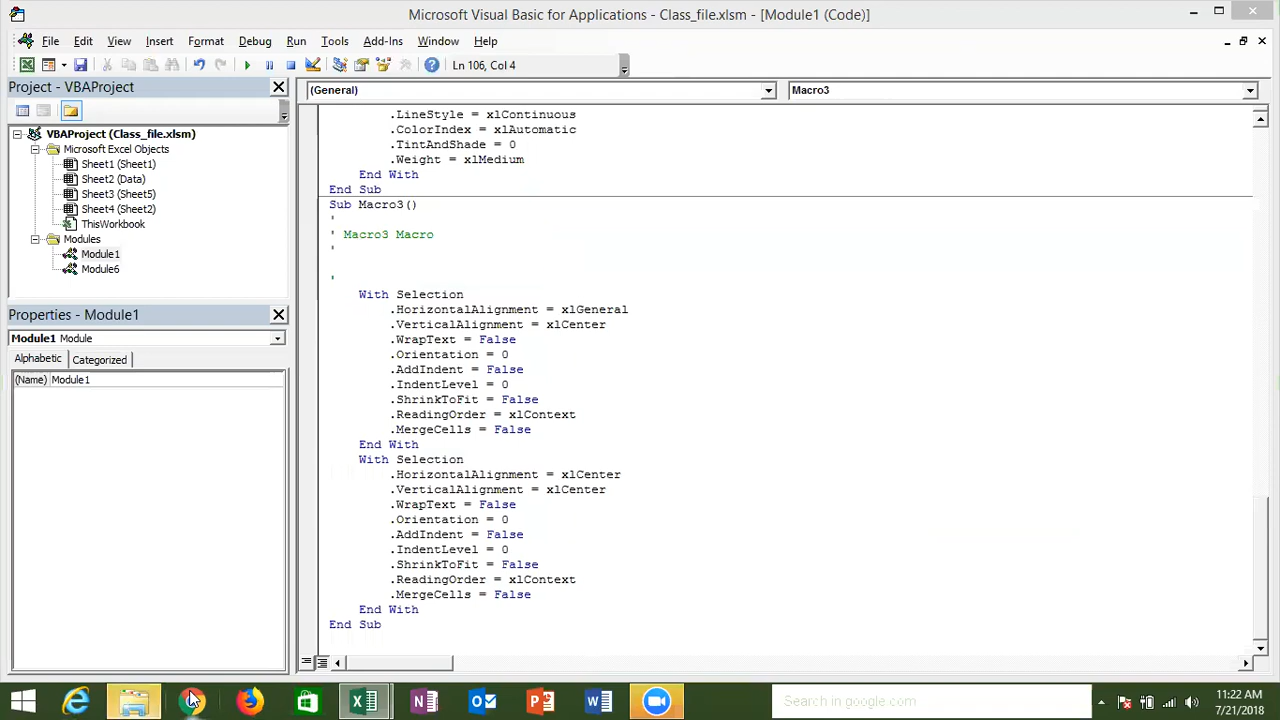 Microsoft Visual Basic for Applications - Class_file.xlsm - [Module1 (Code)]
File Edit View Insert Format Debug Run Tools Add-Ins Window Help
Ln 106, Col 4
Project - VBAProject
VBAProject (Class_file.xlsm)
Microsoft Excel Objects
Sheet1 (Sheet1)
Sheet2 (Data)
Sheet3 (Sheet5)
Sheet4 (Sheet2)
ThisWorkbook
Modules
Module1
Module6
Properties - Module1
Module1 Module
Alphabetic Categorized
(Name) Module1
(General) Macro3
.LineStyle = xlContinuous
.ColorIndex = xlAutomatic
.TintAndShade = 0
.Weight = xlMedium
End With
End Sub
Sub Macro3()
'
' Macro3 Macro
'
'
With Selection
.HorizontalAlignment = xlGeneral
.VerticalAlignment = xlCenter
.WrapText = False
.Orientation = 0
.AddIndent = False
.IndentLevel = 0
.ShrinkToFit = False
.ReadingOrder = xlContext
.MergeCells = False
End With
With Selection
.HorizontalAlignment = xlCenter
.VerticalAlignment = xlCenter
.WrapText = False
.Orientation = 0
.AddIndent = False
.IndentLevel = 0
.ShrinkToFit = False
.ReadingOrder = xlContext
.MergeCells = False
End With
End Sub
Search in google.com
11:22 AM
7/21/2018